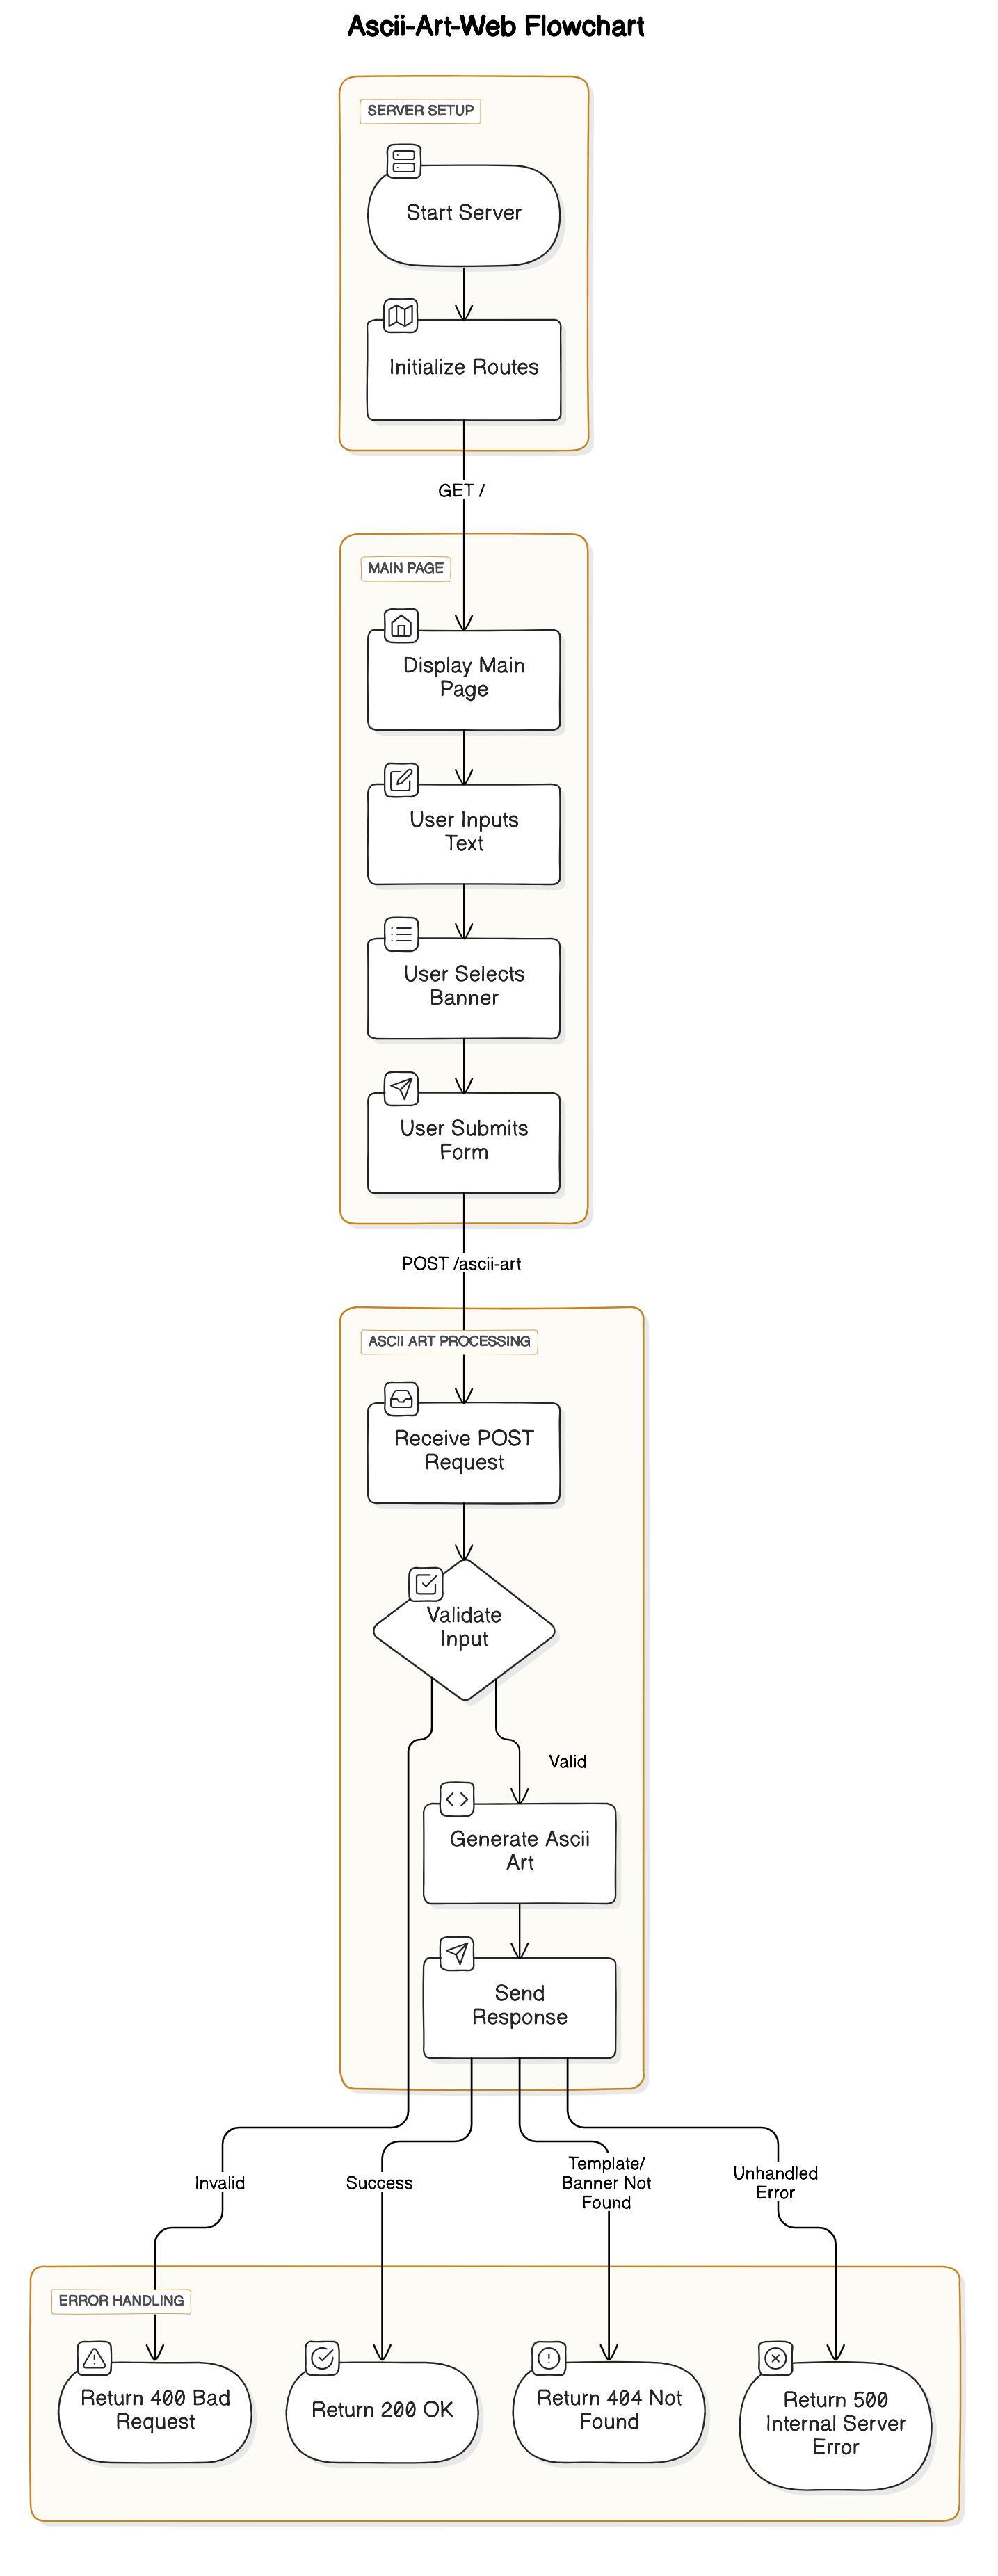 Ascii-Art-Web Flowchart
SERVER SETUP
Start Server
Initialize Routes
GET /
MAIN PAGE
Display Main
Page
User Inputs
Text
User Selects
Banner
User Submits
Form
POST /ascii-art
ASCII ART PROCESSING
Receive POST
Request
Validate
Input
Valid
Generate Ascii
Art
Send
Response
Invalid
Success
Template/
Banner Not
Found
Unhandled
Error
ERROR HANDLING
Return 400 Bad
Request
Return 200 OK
Return 404 Not
Found
Return 500
Internal Server
Error